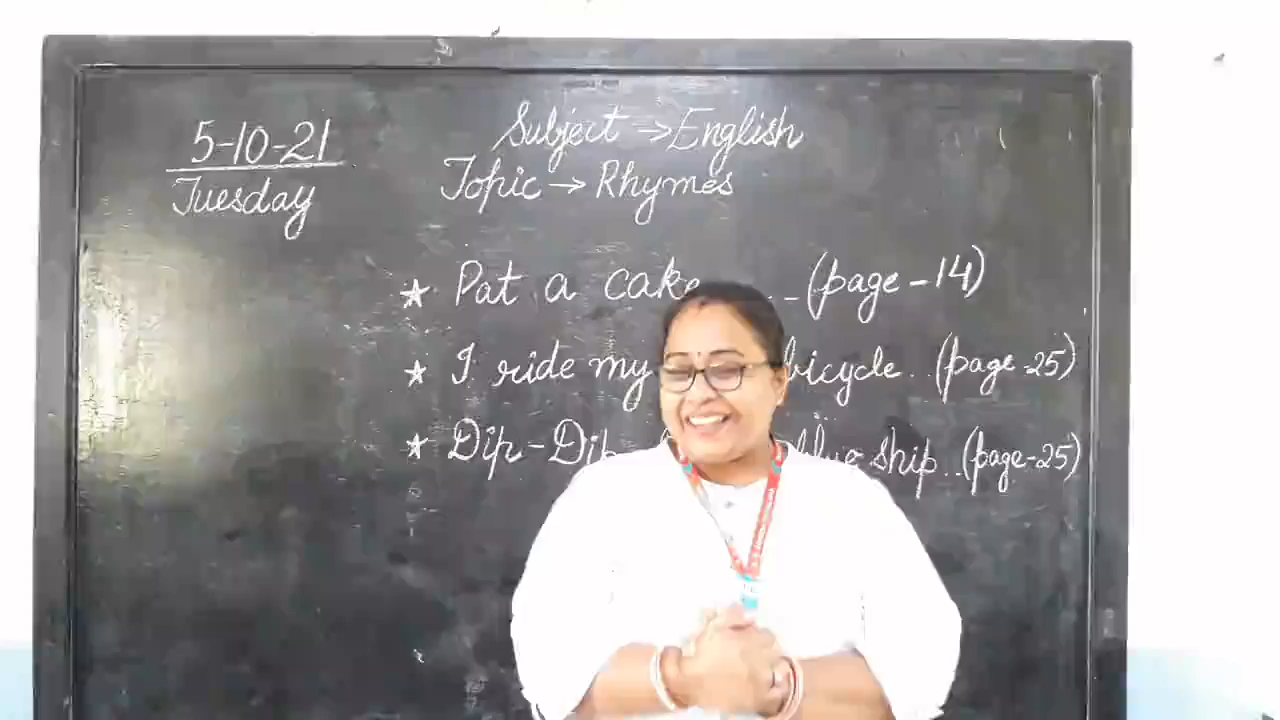 5-10-21
Tuesday
Subject → English
Topic → Rhymes
★ Pat a cake ... (page-14)
★ I ride my bicycle.. (page-25)
★ Dip-Dip ship.. (page-25)